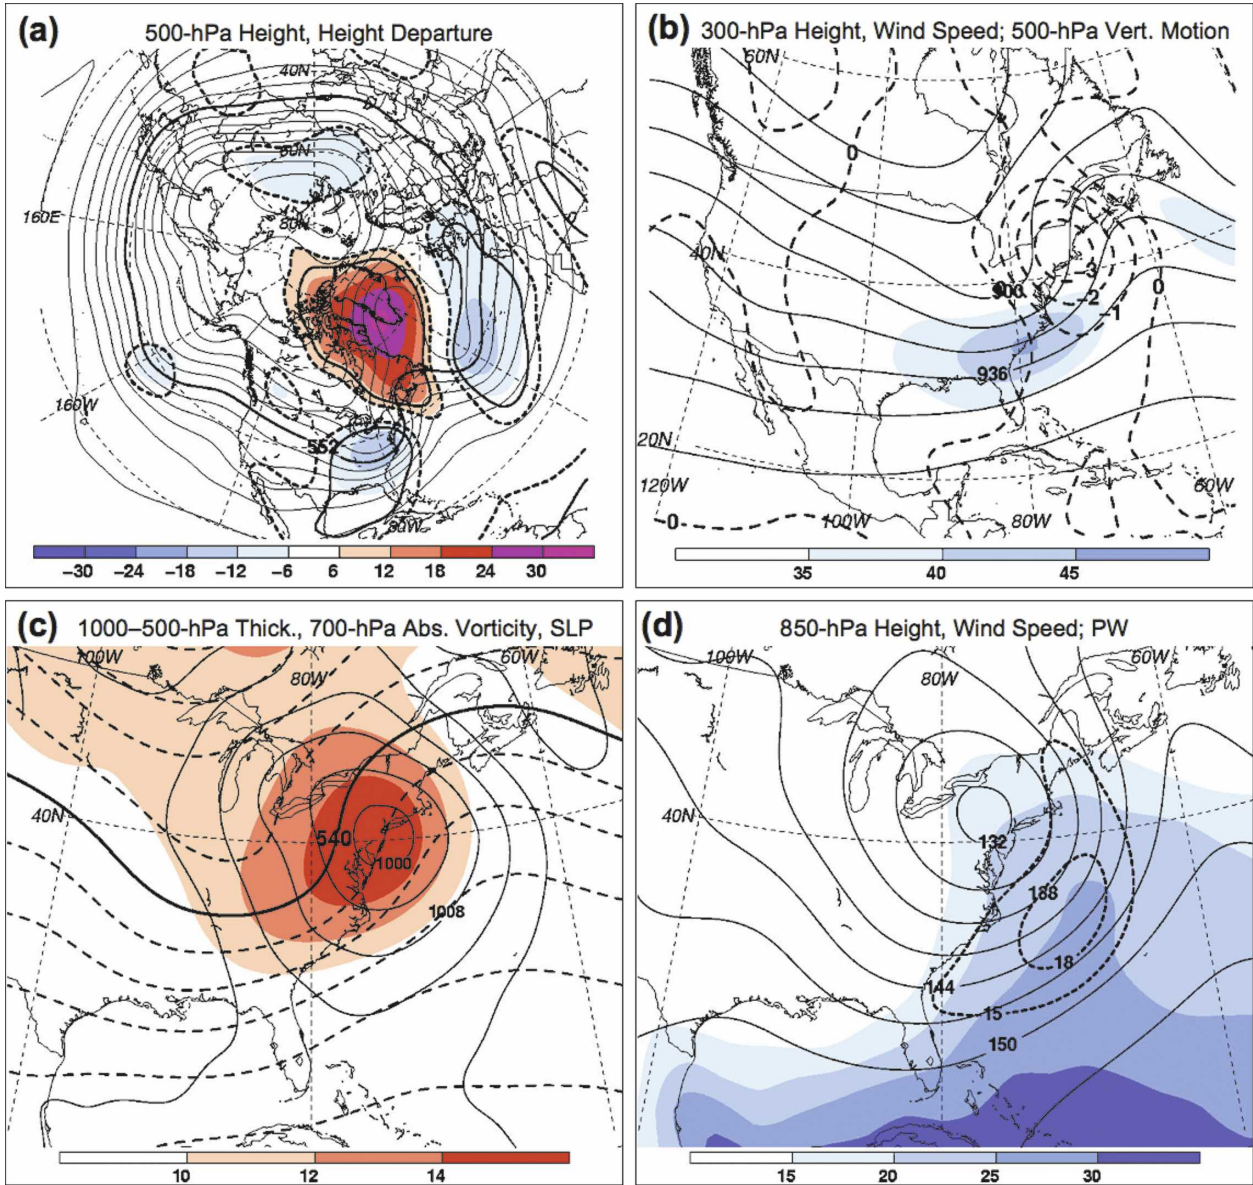 (a) 500-hPa Height, Height Departure
40N
60N
160E
80N
160W
552
80W
-30 -24 -18 -12 -6 6 12 18 24 30
(b) 300-hPa Height, Wind Speed; 500-hPa Vert. Motion
60N
0
40N
900
-3
-2
-1
0
936
20N
120W
100W
80W
60W
0
35 40 45
(c) 1000–500-hPa Thick., 700-hPa Abs. Vorticity, SLP
100W
80W
60W
40N
540
1000
1008
10 12 14
(d) 850-hPa Height, Wind Speed; PW
100W
80W
60W
40N
132
188
18
144
15
150
15 20 25 30